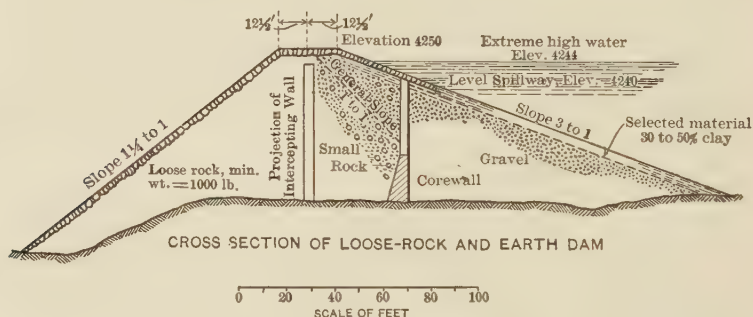 12½' 12½'
Elevation 4250
Extreme high water
Elev. 4244
Level Spillway-Elev.-4240
Slope 1¼ to 1
Loose rock, min.
wt.=1000 lb.
Projection of
Intercepting Wall
General Slope
1 to 1
Small
Rock
Corewall
Gravel
Slope 3 to 1
Selected material
30 to 50% clay
CROSS SECTION OF LOOSE-ROCK AND EARTH DAM
0 20 40 60 80 100
SCALE OF FEET